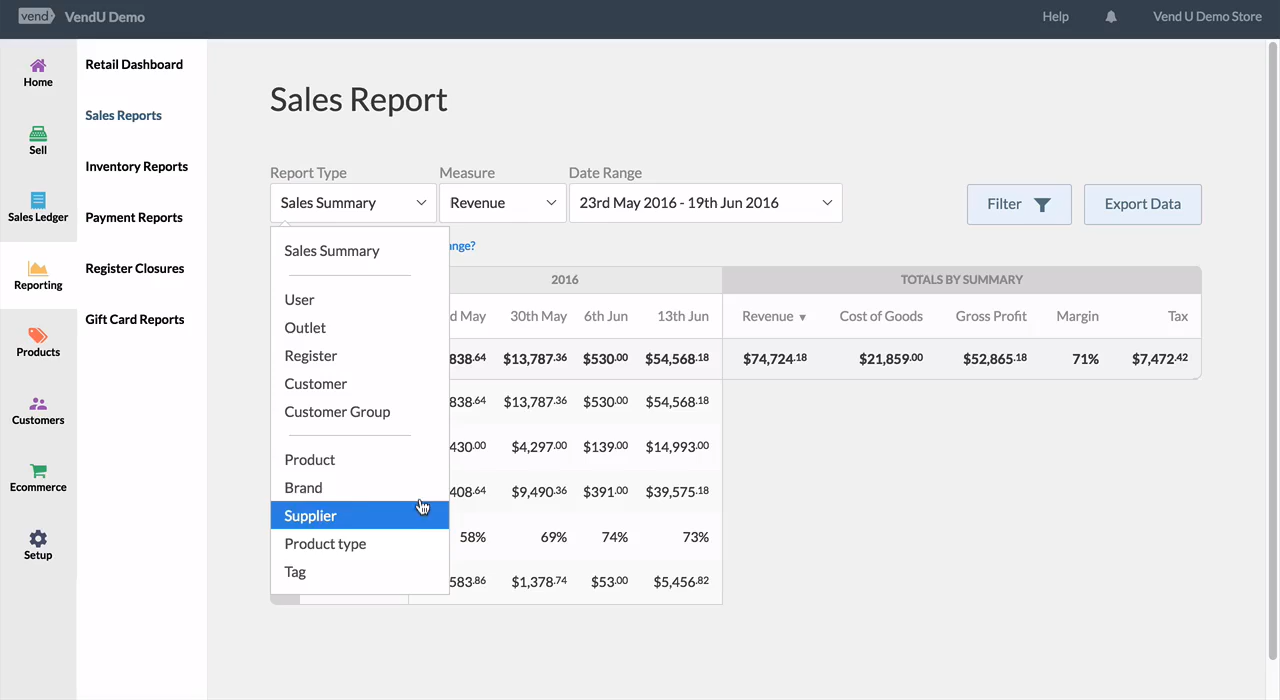 vend VendU Demo Help Vend U Demo Store
Home
Sell
Sales Ledger
Reporting
Products
Customers
Ecommerce
Setup
Retail Dashboard
Sales Reports
Inventory Reports
Payment Reports
Register Closures
Gift Card Reports
Sales Report
Report Type Measure Date Range
Sales Summary Revenue 23rd May 2016 - 19th Jun 2016 Filter Export Data
Sales Summary
User
Outlet
Register
Customer
Customer Group
Product
Brand
Supplier
Product type
Tag
ange?
2016 TOTALS BY SUMMARY
d May 30th May 6th Jun 13th Jun Revenue ▼ Cost of Goods Gross Profit Margin Tax
838.64 $13,787.36 $530.00 $54,568.18 $74,724.18 $21,859.00 $52,865.18 71% $7,472.42
838.64 $13,787.36 $530.00 $54,568.18
430.00 $4,297.00 $139.00 $14,993.00
408.64 $9,490.36 $391.00 $39,575.18
58% 69% 74% 73%
583.86 $1,378.74 $53.00 $5,456.82